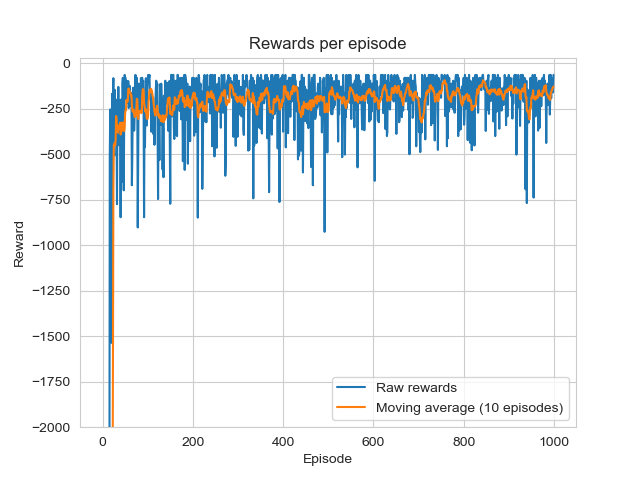 Rewards per episode
0
−250
−500
−750
−1000
−1250
−1500
−1750
−2000
Reward
Raw rewards
Moving average (10 episodes)
0 200 400 600 800 1000
Episode